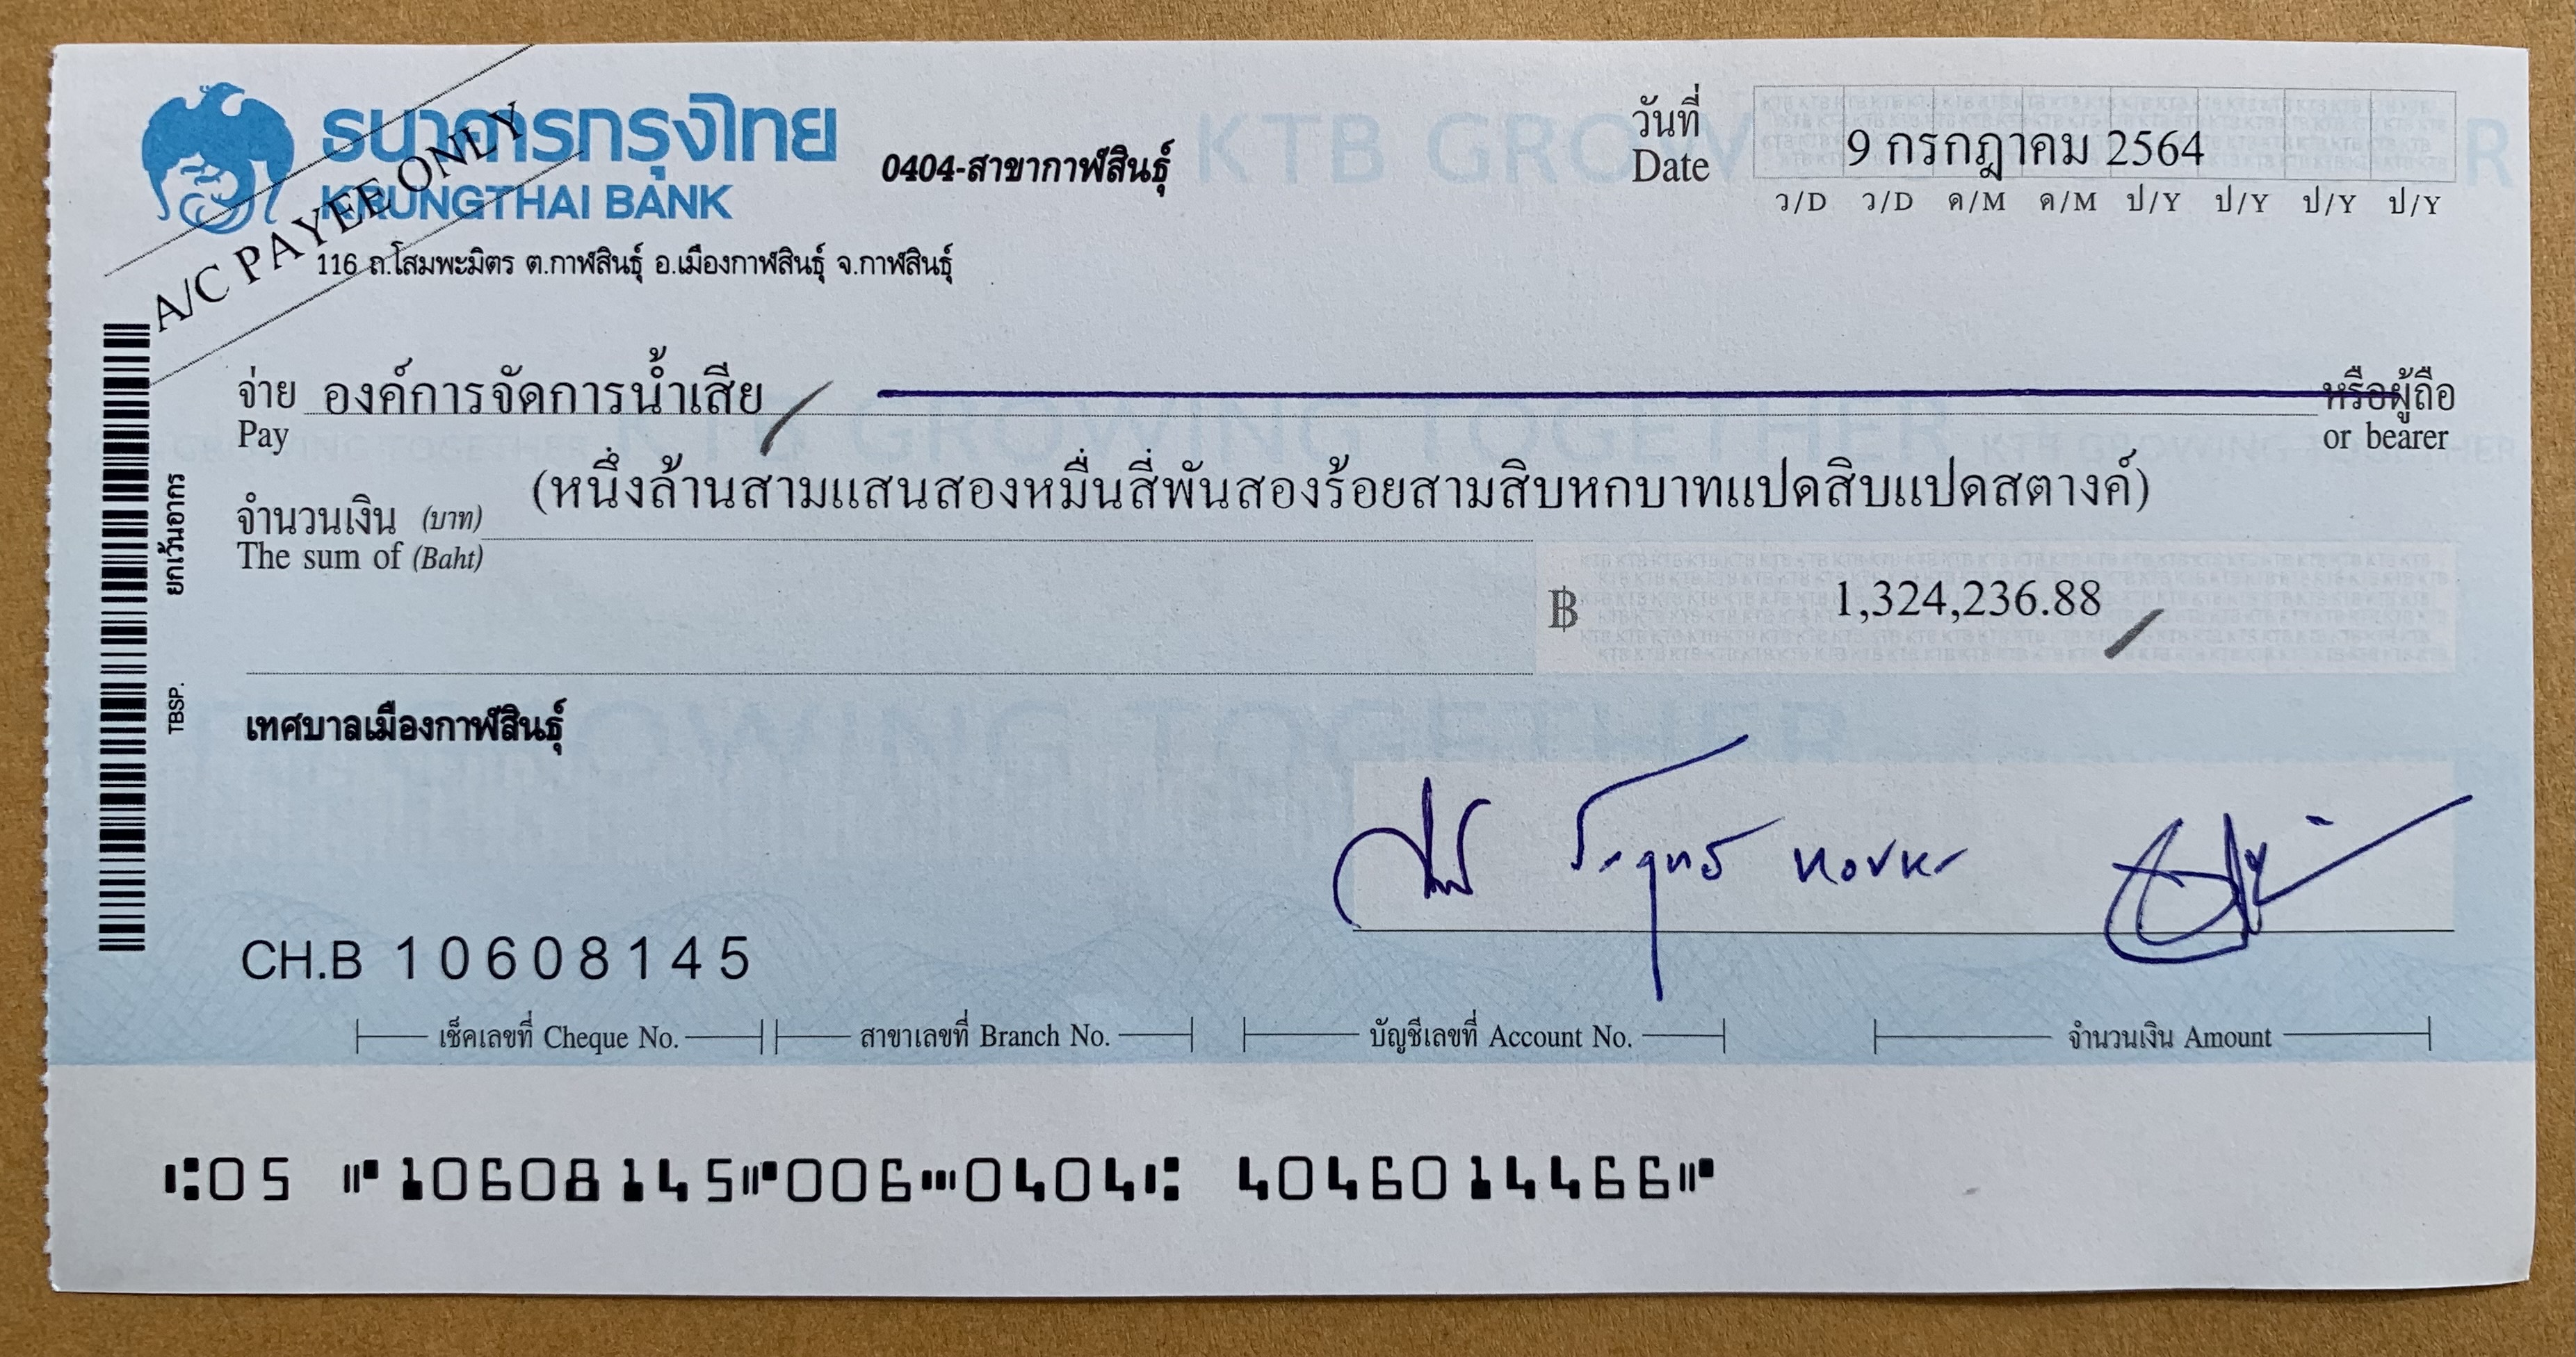 ธนาคารกรุงไทย
KRUNGTHAI BANK
A/C PAYEE ONLY
0404-สาขากาฬสินธุ์
116 ถ.โสมพะมิตร ต.กาฬสินธุ์ อ.เมืองกาฬสินธุ์ จ.กาฬสินธุ์
วันที่ 9 กรกฎาคม 2564
Date
ว/D ว/D ด/M ด/M ป/Y ป/Y ป/Y ป/Y
จ่าย องค์การจัดการน้ำเสีย หรือผู้ถือ
Pay or bearer
(หนึ่งล้านสามแสนสองหมื่นสี่พันสองร้อยสามสิบหกบาทแปดสิบแปดสตางค์)
จำนวนเงิน (บาท)
The sum of (Baht)
฿ 1,324,236.88
ยกเว้นอากร
TBSP.
เทศบาลเมืองกาฬสินธุ์
CH.B 10608145
เช็คเลขที่ Cheque No. สาขาเลขที่ Branch No. บัญชีเลขที่ Account No. จำนวนเงิน Amount
⑆05 ⑈10608145⑈006⑉0404⑆ 4046014466⑈
KTB GROWING TOGETHER